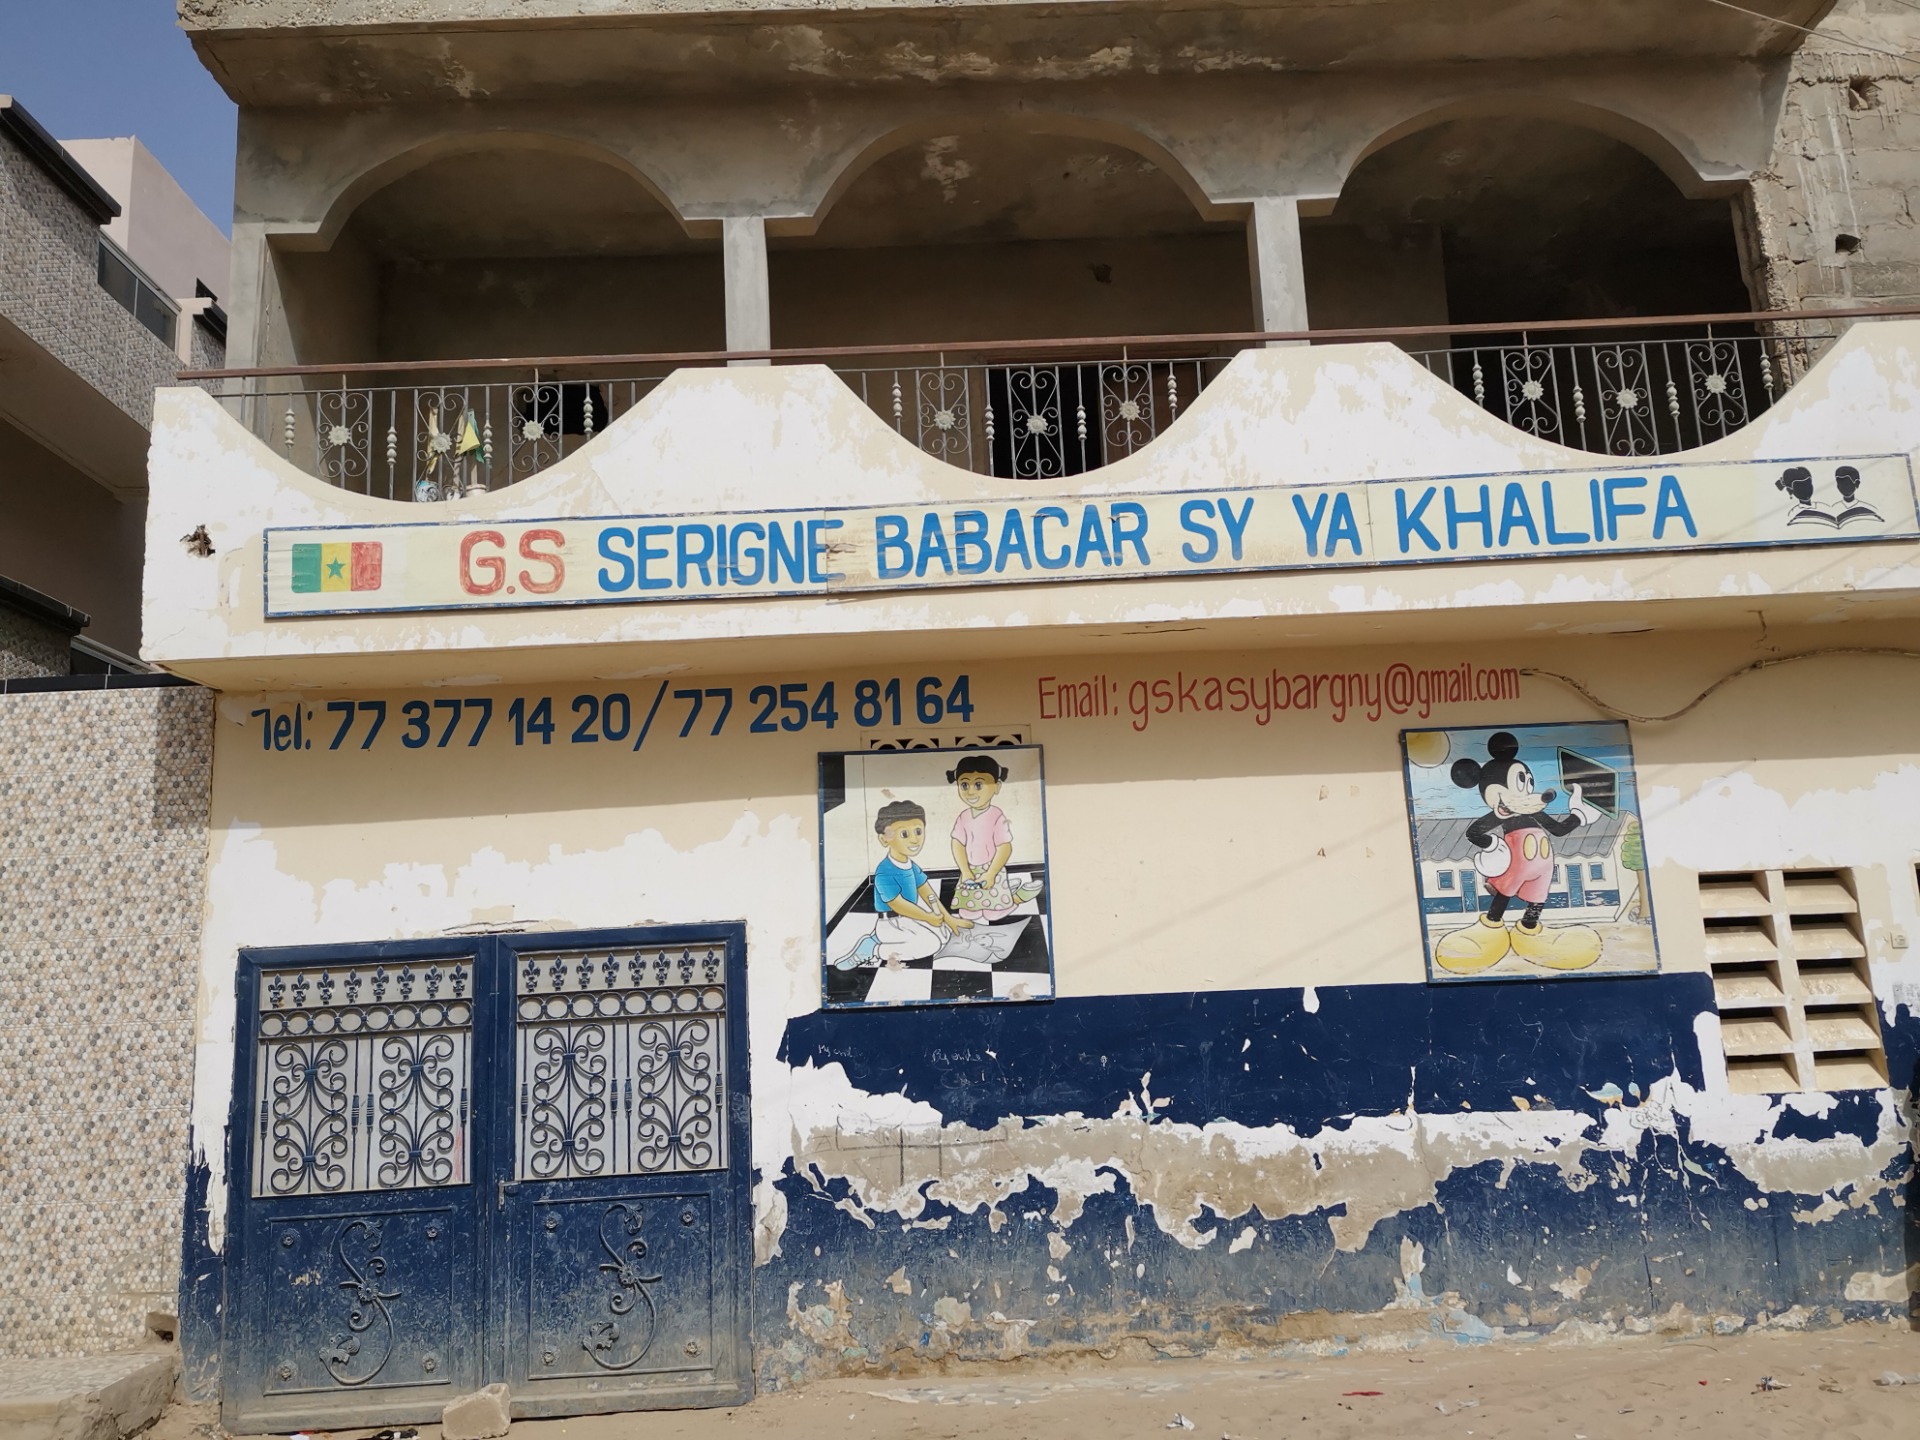 G.S SERIGNE BABACAR SY YA KHALIFA
Tel: 77 377 14 20/77 254 81 64
Email: gskasybargny@gmail.com